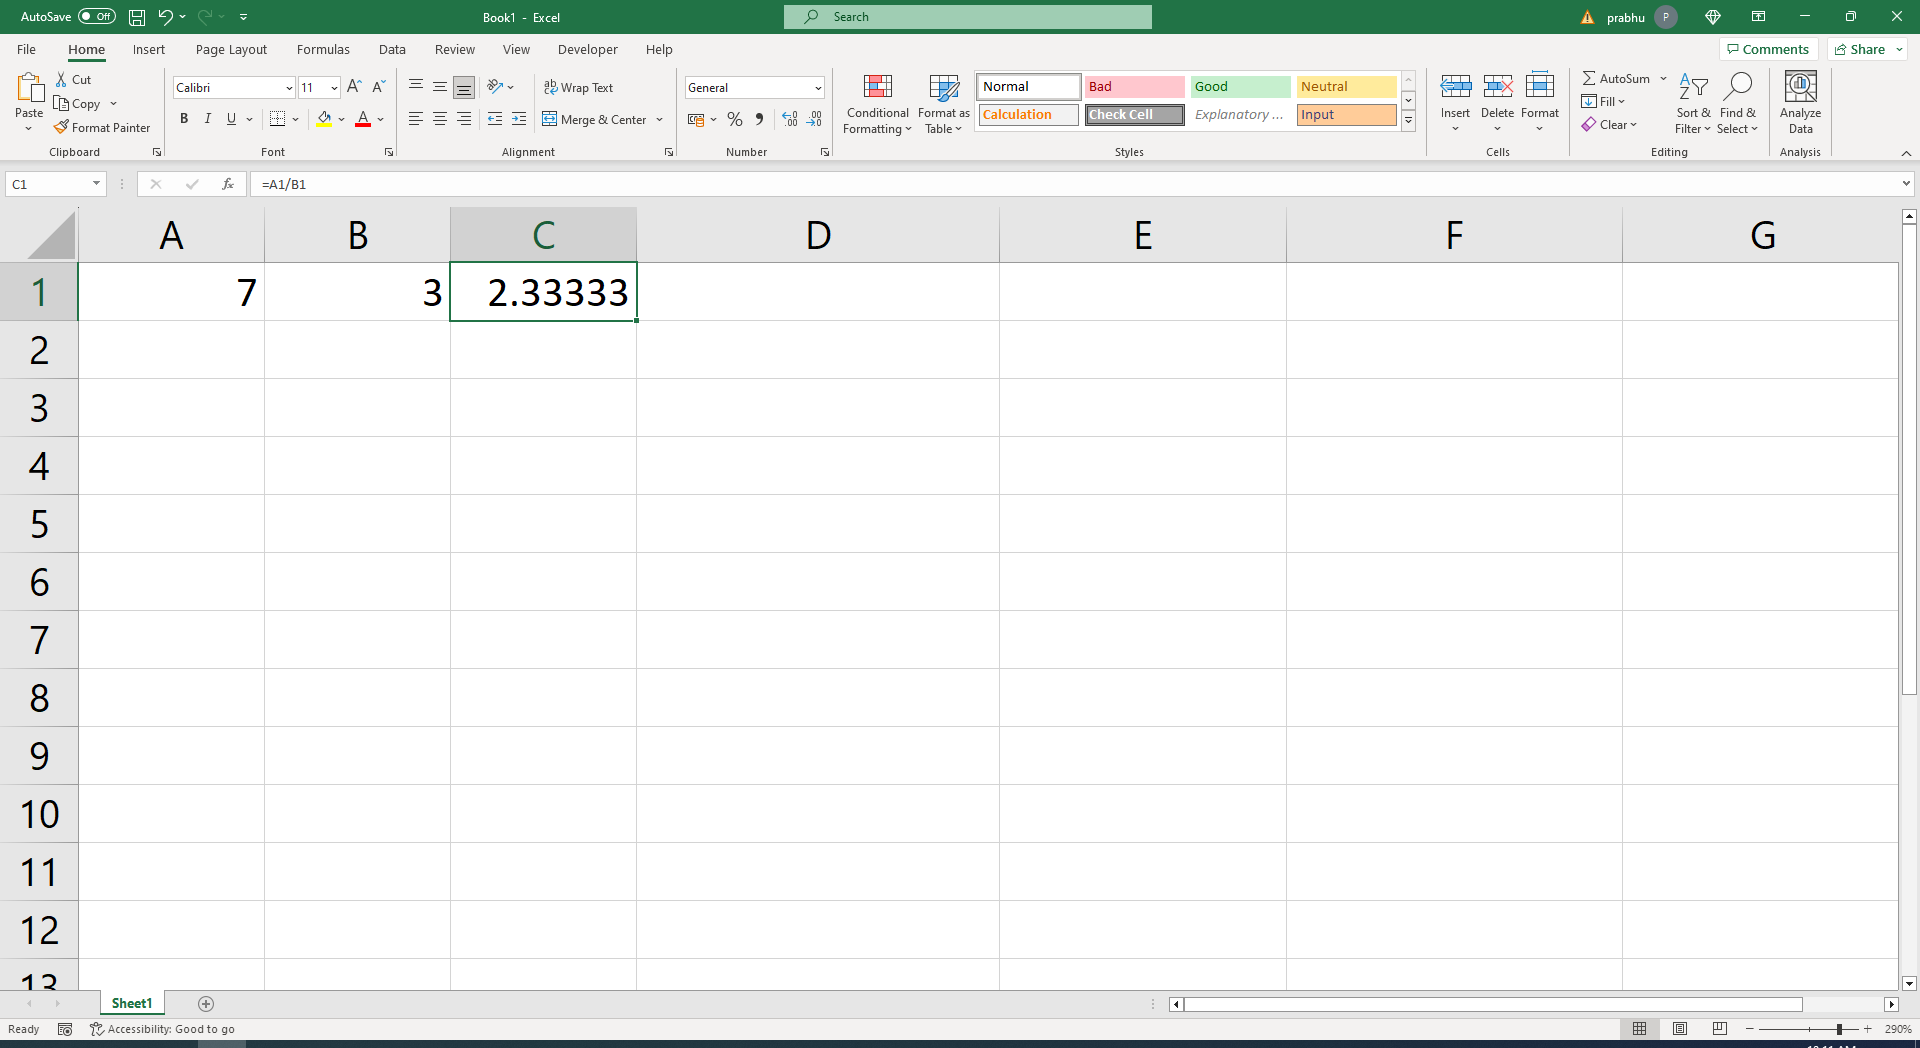 AutoSave Off
Book1 - Excel
Search
prabhu P
File Home Insert Page Layout Formulas Data Review View Developer Help
Comments Share
Paste
Cut
Copy
Format Painter
Clipboard
Calibri 11
B I U
Font
Wrap Text
Merge & Center
Alignment
General
Number
Conditional Formatting
Format as Table
Normal Bad Good Neutral
Calculation Check Cell Explanatory ... Input
Styles
Insert Delete Format
Cells
AutoSum
Fill
Clear
Sort & Filter
Find & Select
Editing
Analyze Data
Analysis
C1 fx =A1/B1
A B C D E F G
1 7 3 2.33333
2
3
4
5
6
7
8
9
10
11
12
13
Sheet1
Ready Accessibility: Good to go 290%